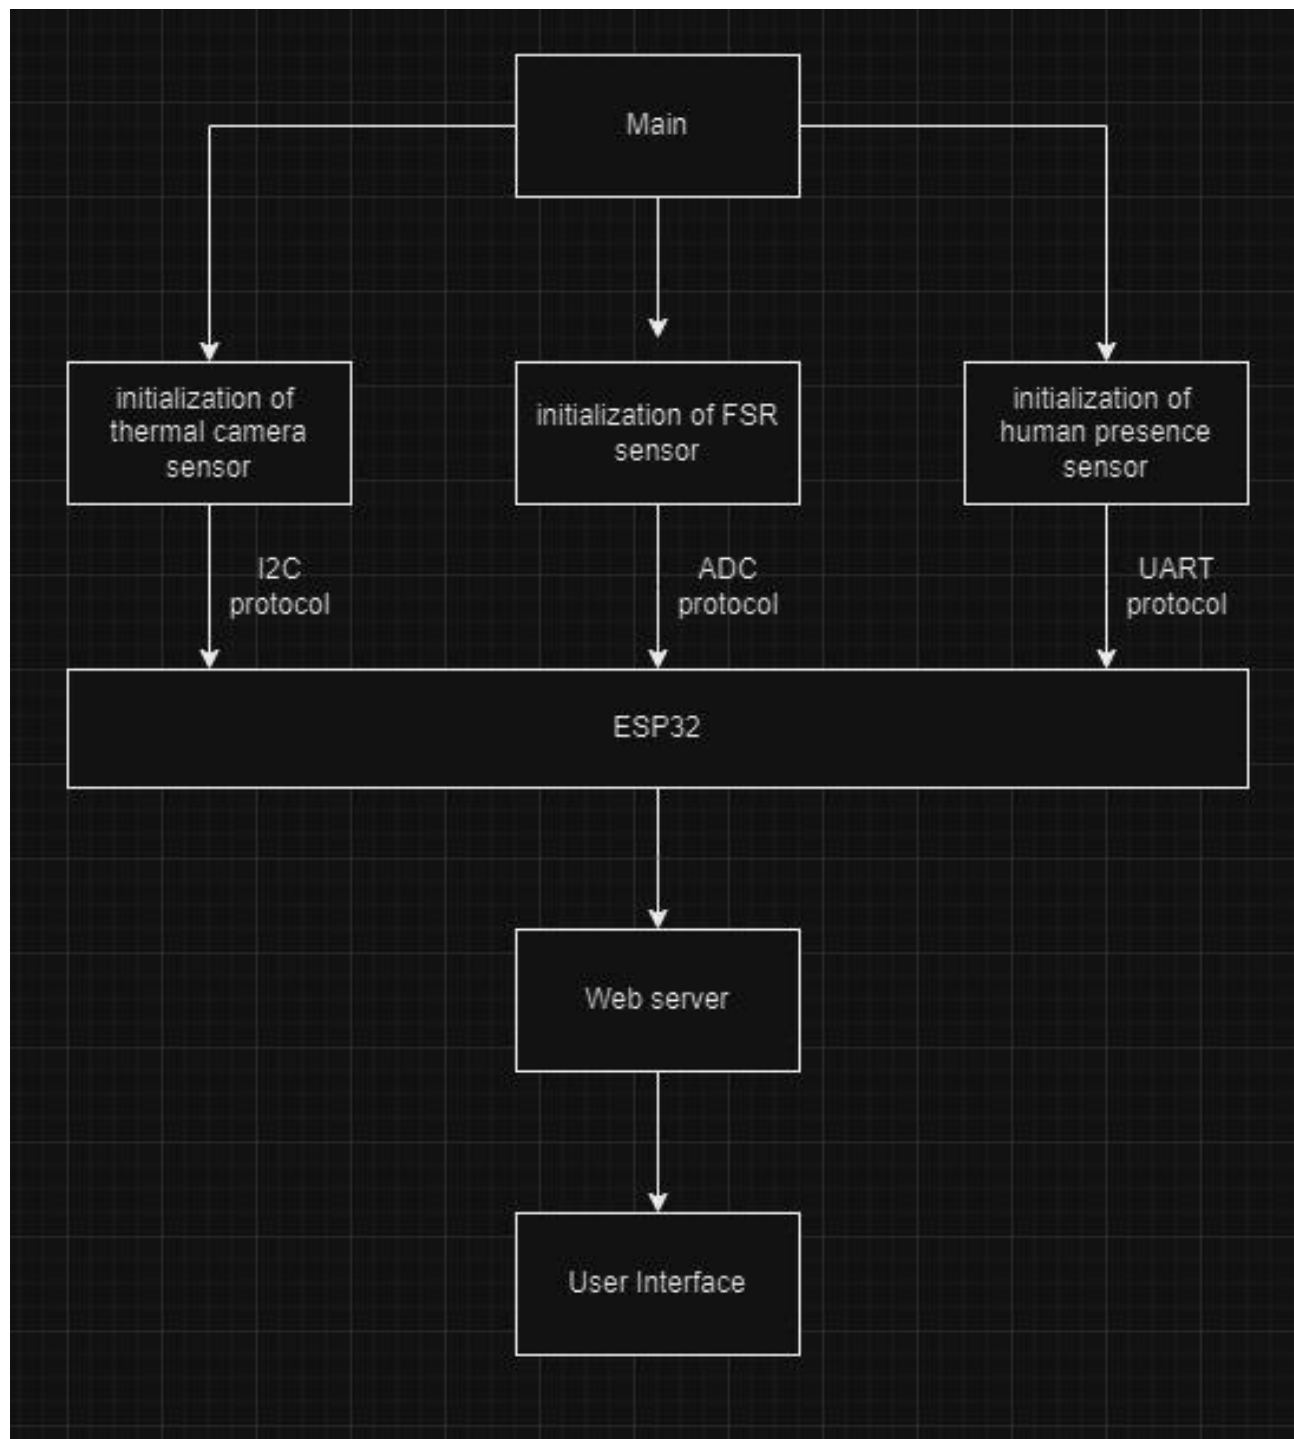 Main
initialization of
thermal camera
sensor
initialization of FSR
sensor
initialization of
human presence
sensor
I2C
protocol
ADC
protocol
UART
protocol
ESP32
Web server
User Interface